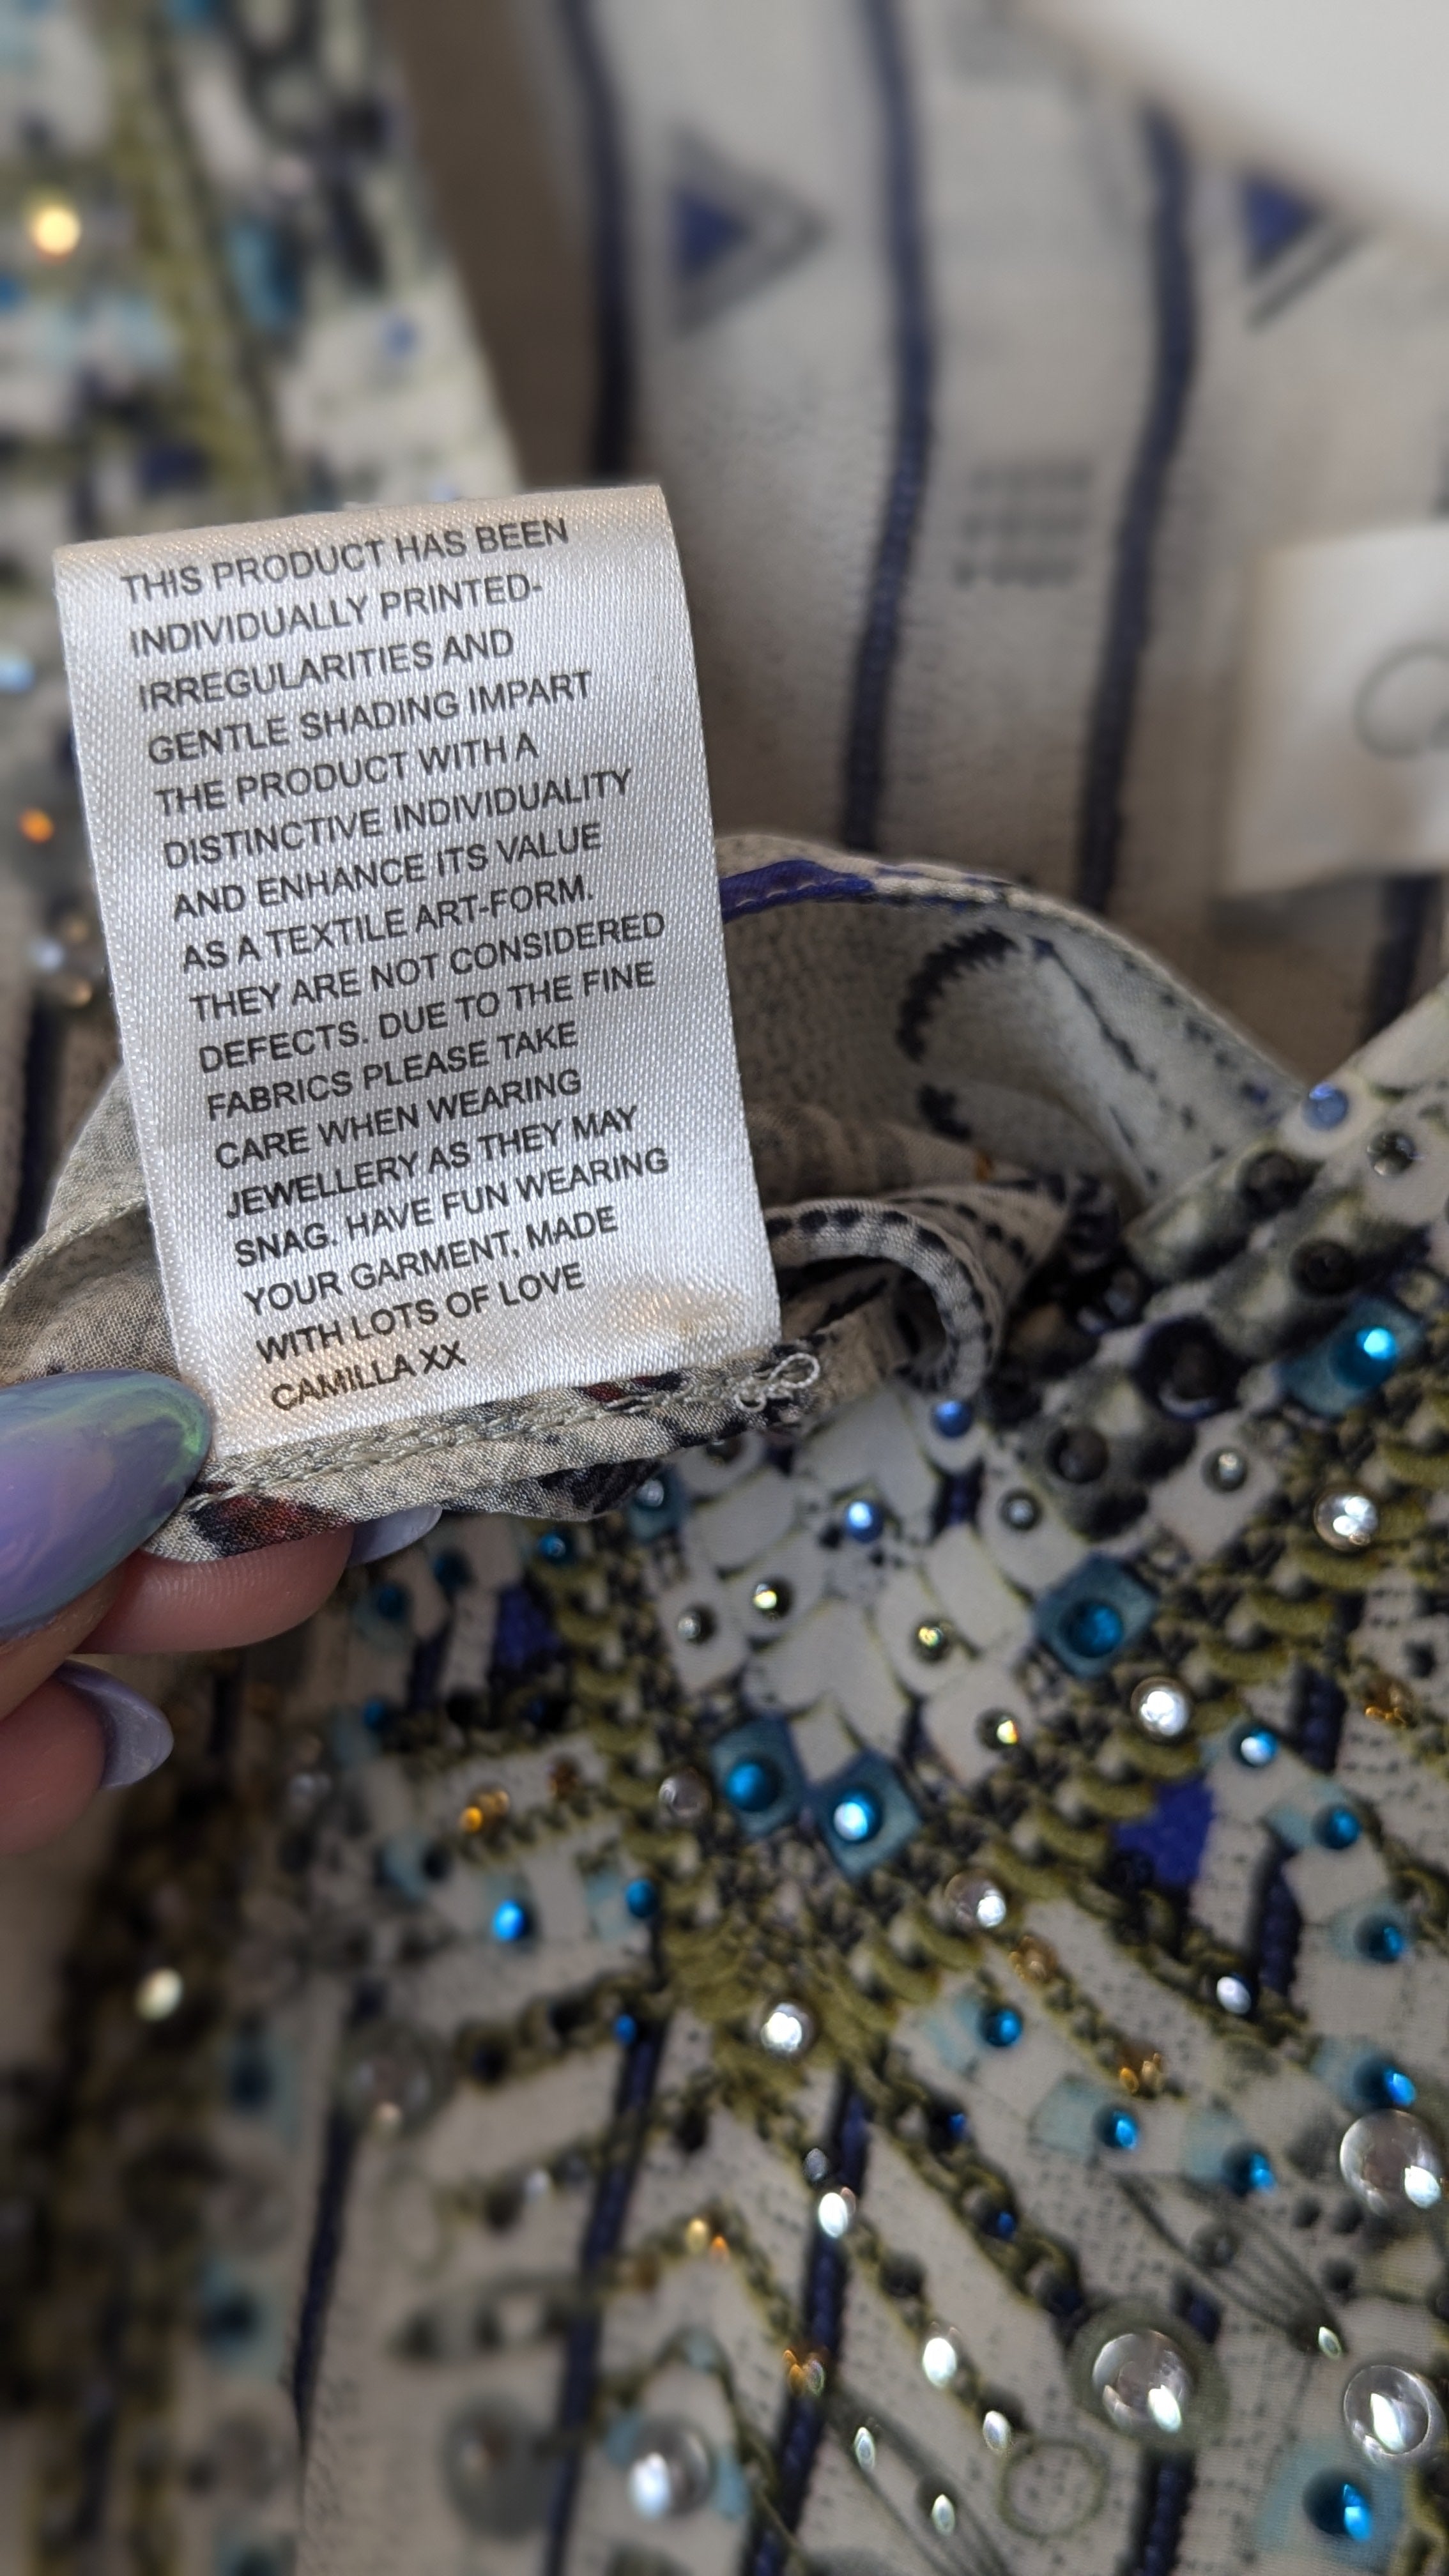 THIS PRODUCT HAS BEEN
INDIVIDUALLY PRINTED-
IRREGULARITIES AND
GENTLE SHADING IMPART
THE PRODUCT WITH A
DISTINCTIVE INDIVIDUALITY
AND ENHANCE ITS VALUE
AS A TEXTILE ART-FORM.
THEY ARE NOT CONSIDERED
DEFECTS. DUE TO THE FINE
FABRICS PLEASE TAKE
CARE WHEN WEARING
JEWELLERY AS THEY MAY
SNAG. HAVE FUN WEARING
YOUR GARMENT, MADE
WITH LOTS OF LOVE
CAMILLA XX